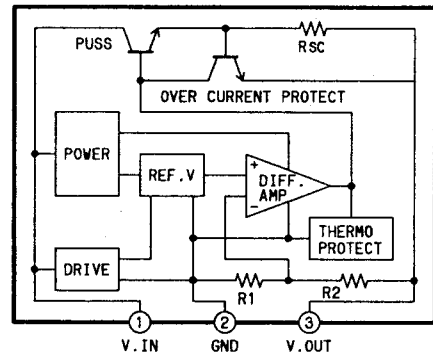 PUSS
RSC
OVER CURRENT PROTECT
POWER
REF.V
+
DIFF.
AMP
−
THERMO
PROTECT
DRIVE
R1
R2
1
2
3
V.IN
GND
V.OUT